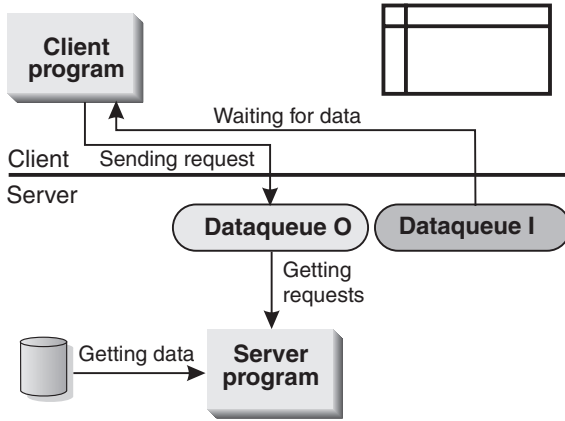 Client
program
Waiting for data
Client
Sending request
Server
Dataqueue O
Dataqueue I
Getting
requests
Getting data
Server
program